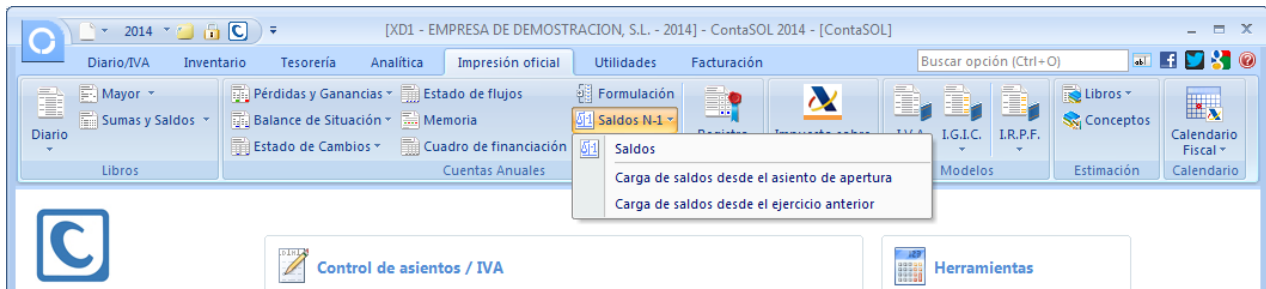 2014
[XD1 - EMPRESA DE DEMOSTRACION, S.L. - 2014] - ContaSOL 2014 - [ContaSOL]
Diario/IVA Inventario Tesorería Analítica Impresión oficial Utilidades Facturación Buscar opción (Ctrl+O)
Mayor Pérdidas y Ganancias Estado de flujos Formulación Libros
Sumas y Saldos Balance de Situación Memoria Saldos N-1 Conceptos
Diario Estado de Cambios Cuadro de financiación I.G.I.C. I.R.P.F. Calendario Fiscal
Libros Cuentas Anuales Modelos Estimación Calendario
Saldos
Carga de saldos desde el asiento de apertura
Carga de saldos desde el ejercicio anterior
C
Control de asientos / IVA Herramientas